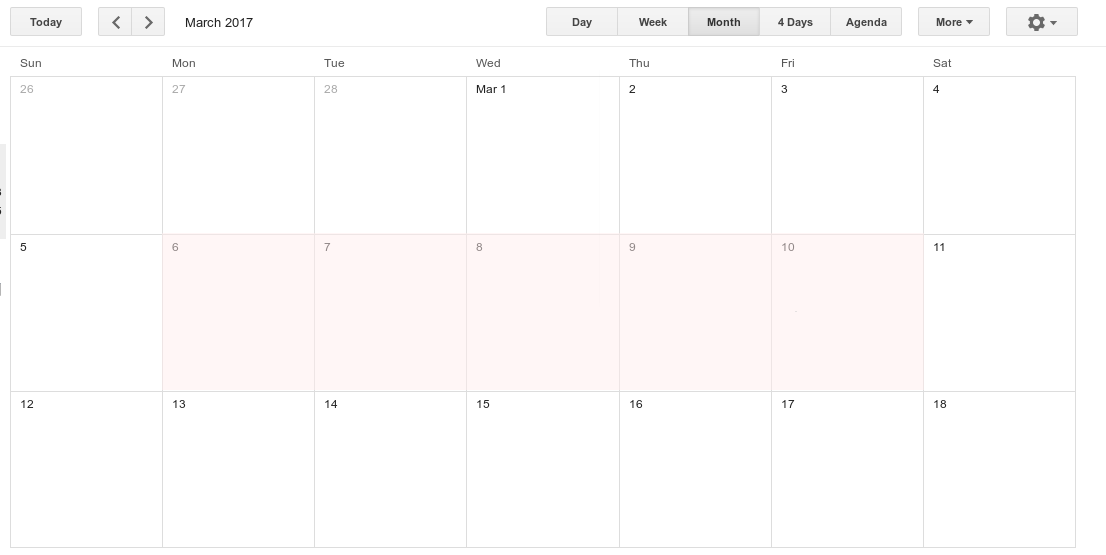 Today March 2017 Day Week Month 4 Days Agenda More
Sun Mon Tue Wed Thu Fri Sat
26 27 28 Mar 1 2 3 4
5 6 7 8 9 10 11
12 13 14 15 16 17 18